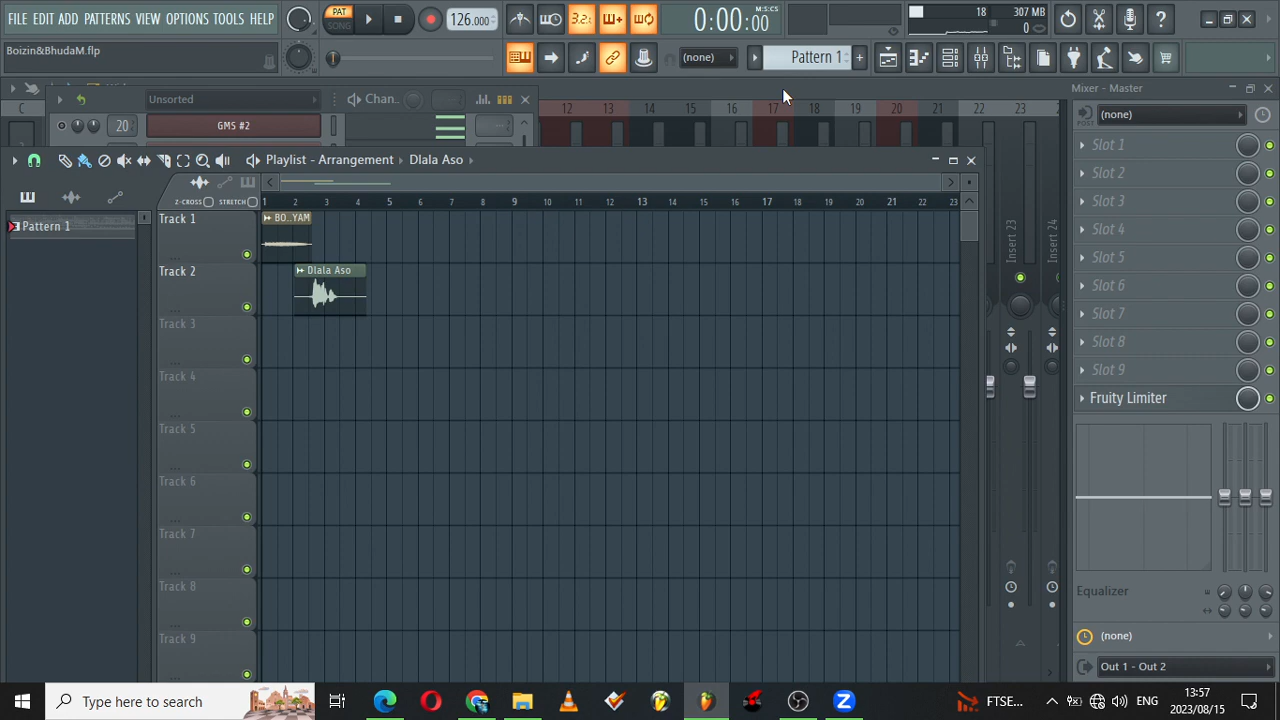 FILE EDIT ADD PATTERNS VIEW OPTIONS TOOLS HELP
PAT
SONG
126.000
3.2
0:00:00
M:S:CS
18
307 MB
0
Boizin&BhudaM.flp
(none)
Pattern 1
Unsorted
Chan..
C
12 13 14 15 16 17 18 19 20 21 22 23
Mixer - Master
20
GMS #2
POST
(none)
Playlist - Arrangement
Dlala Aso
Slot 1
Slot 2
Slot 3
Slot 4
Slot 5
Slot 6
Slot 7
Slot 8
Slot 9
Fruity Limiter
Z-CROSS
STRETCH
1 2 3 4 5 6 7 8 9 10 11 12 13 14 15 16 17 18 19 20 21 22 23
Pattern 1
Track 1
BO..YAM
Track 2
Dlala Aso
Track 3
Track 4
Track 5
Track 6
Track 7
Track 8
Track 9
Insert 23
Insert 24
Equalizer
(none)
Out 1 - Out 2
Type here to search
FTSE...
ENG
13:57
2023/08/15